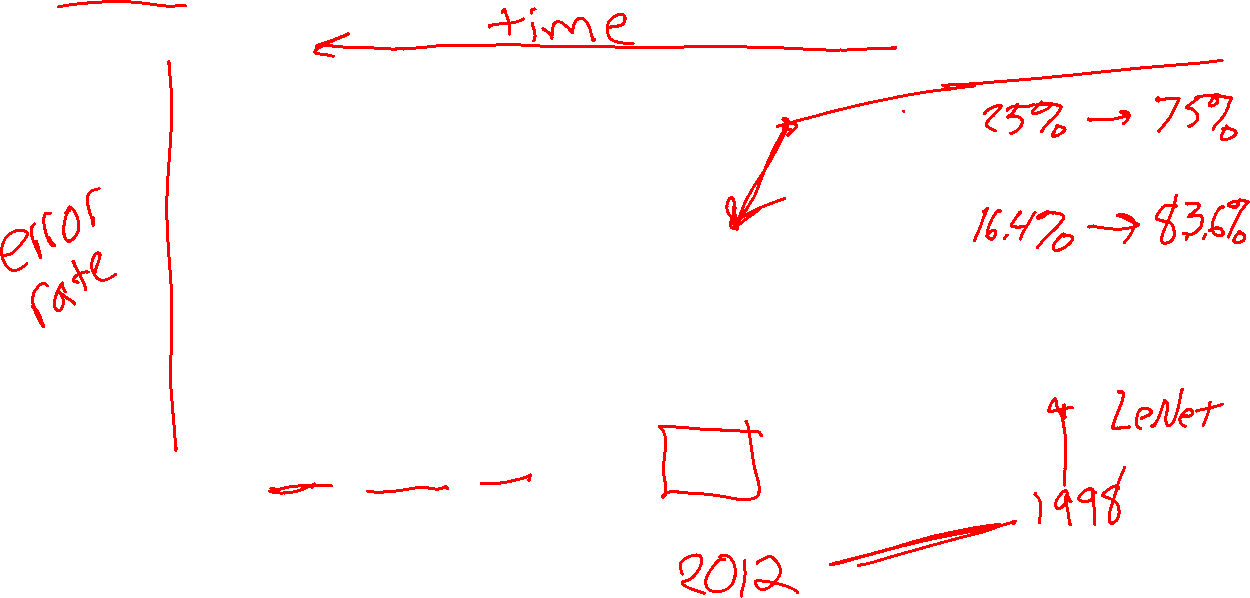 time
25% → 75%
error
rate
16.4% → 83.6%
LeNet
1998
2012